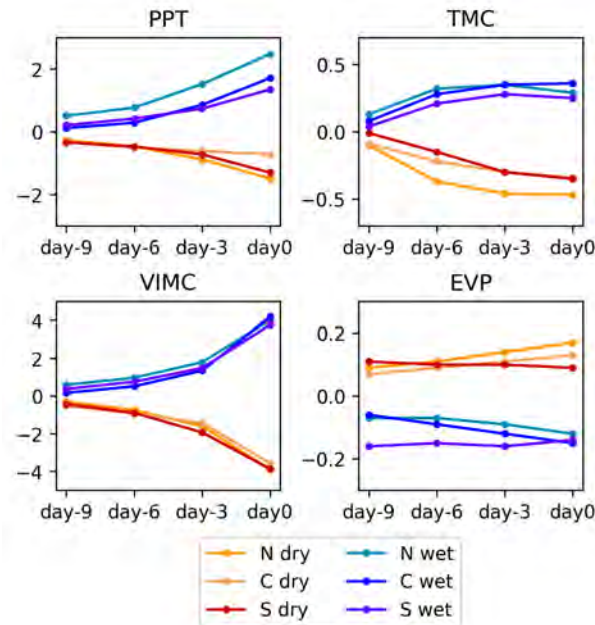 PPT TMC
2 0.5
0 0.0
−2 −0.5
day-9 day-6 day-3 day0 day-9 day-6 day-3 day0
VIMC EVP
4 0.2
2
0 0.0
−2
−4 −0.2
day-9 day-6 day-3 day0 day-9 day-6 day-3 day0
N dry N wet
C dry C wet
S dry S wet